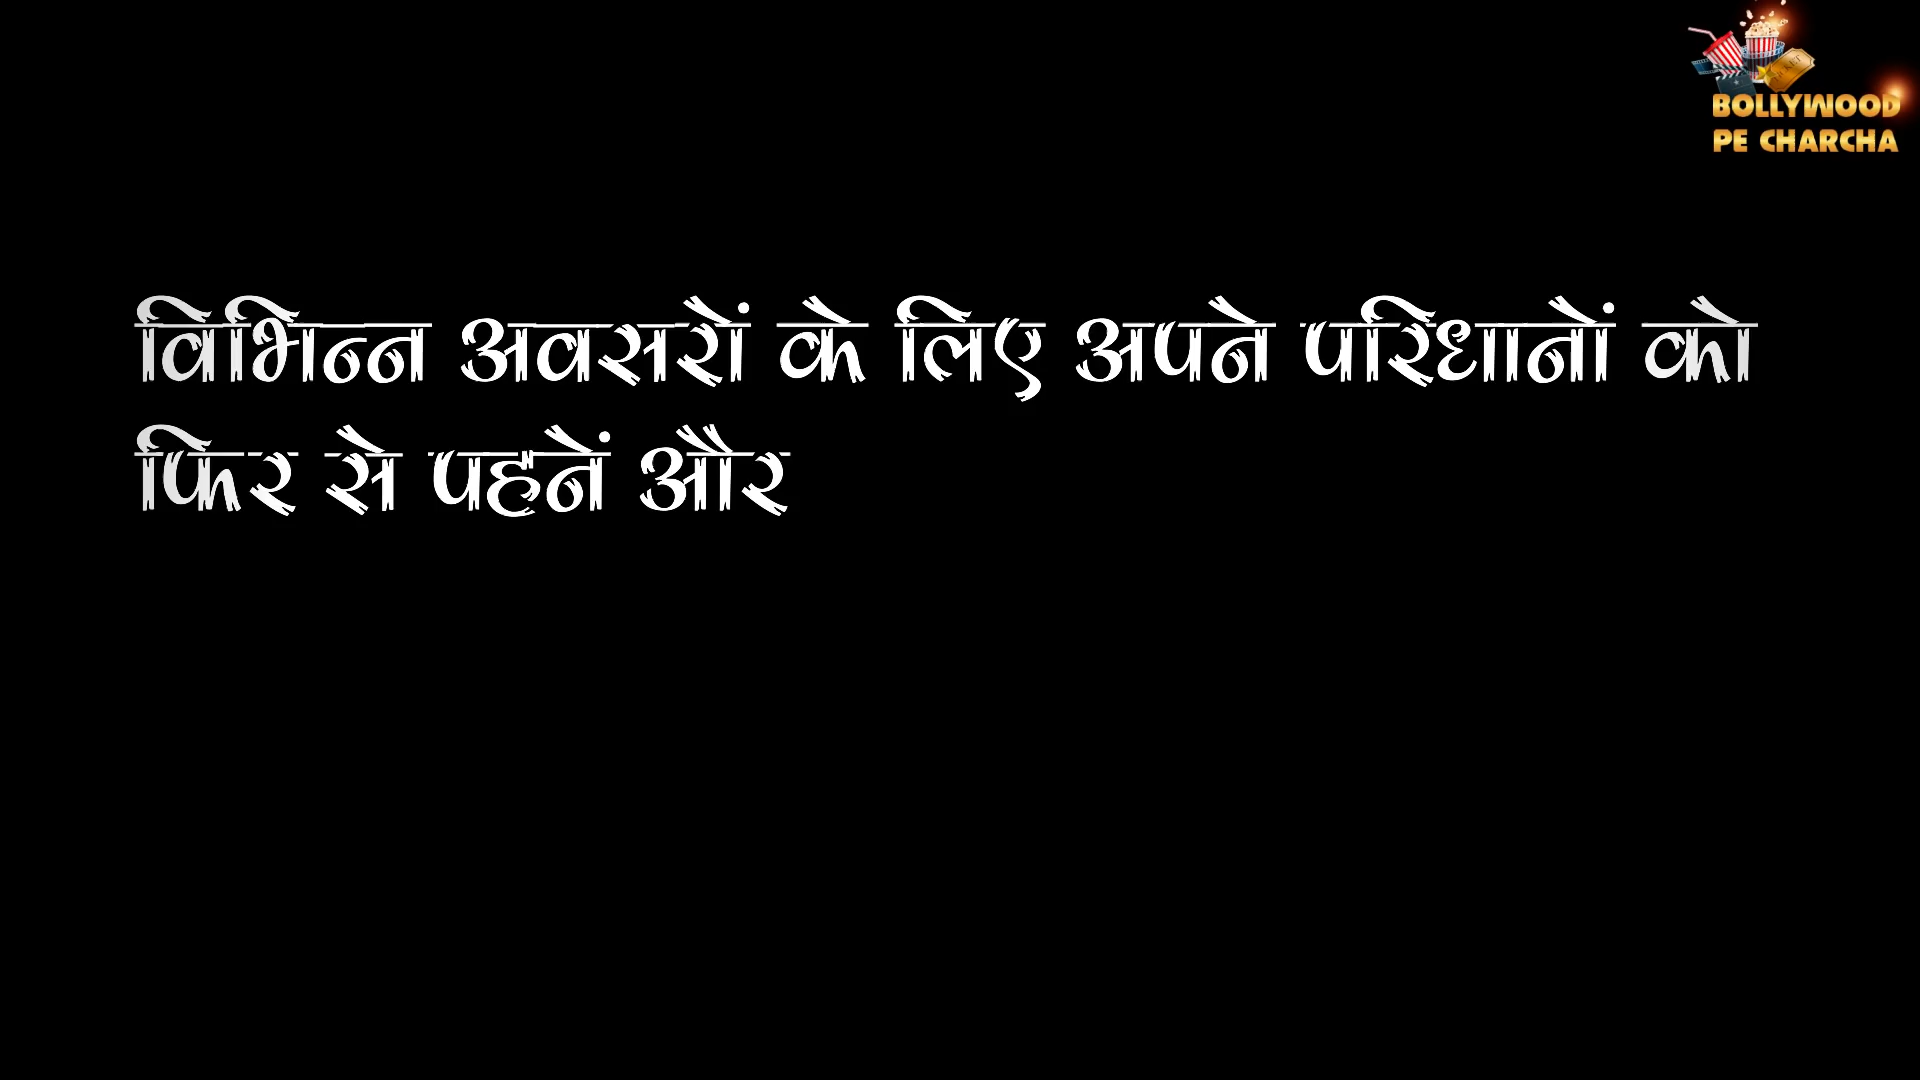 BOLLYWOOD
PE CHARCHA
विभिन्न अवसरों के लिए अपने परिधानों को
फिर से पहनें और